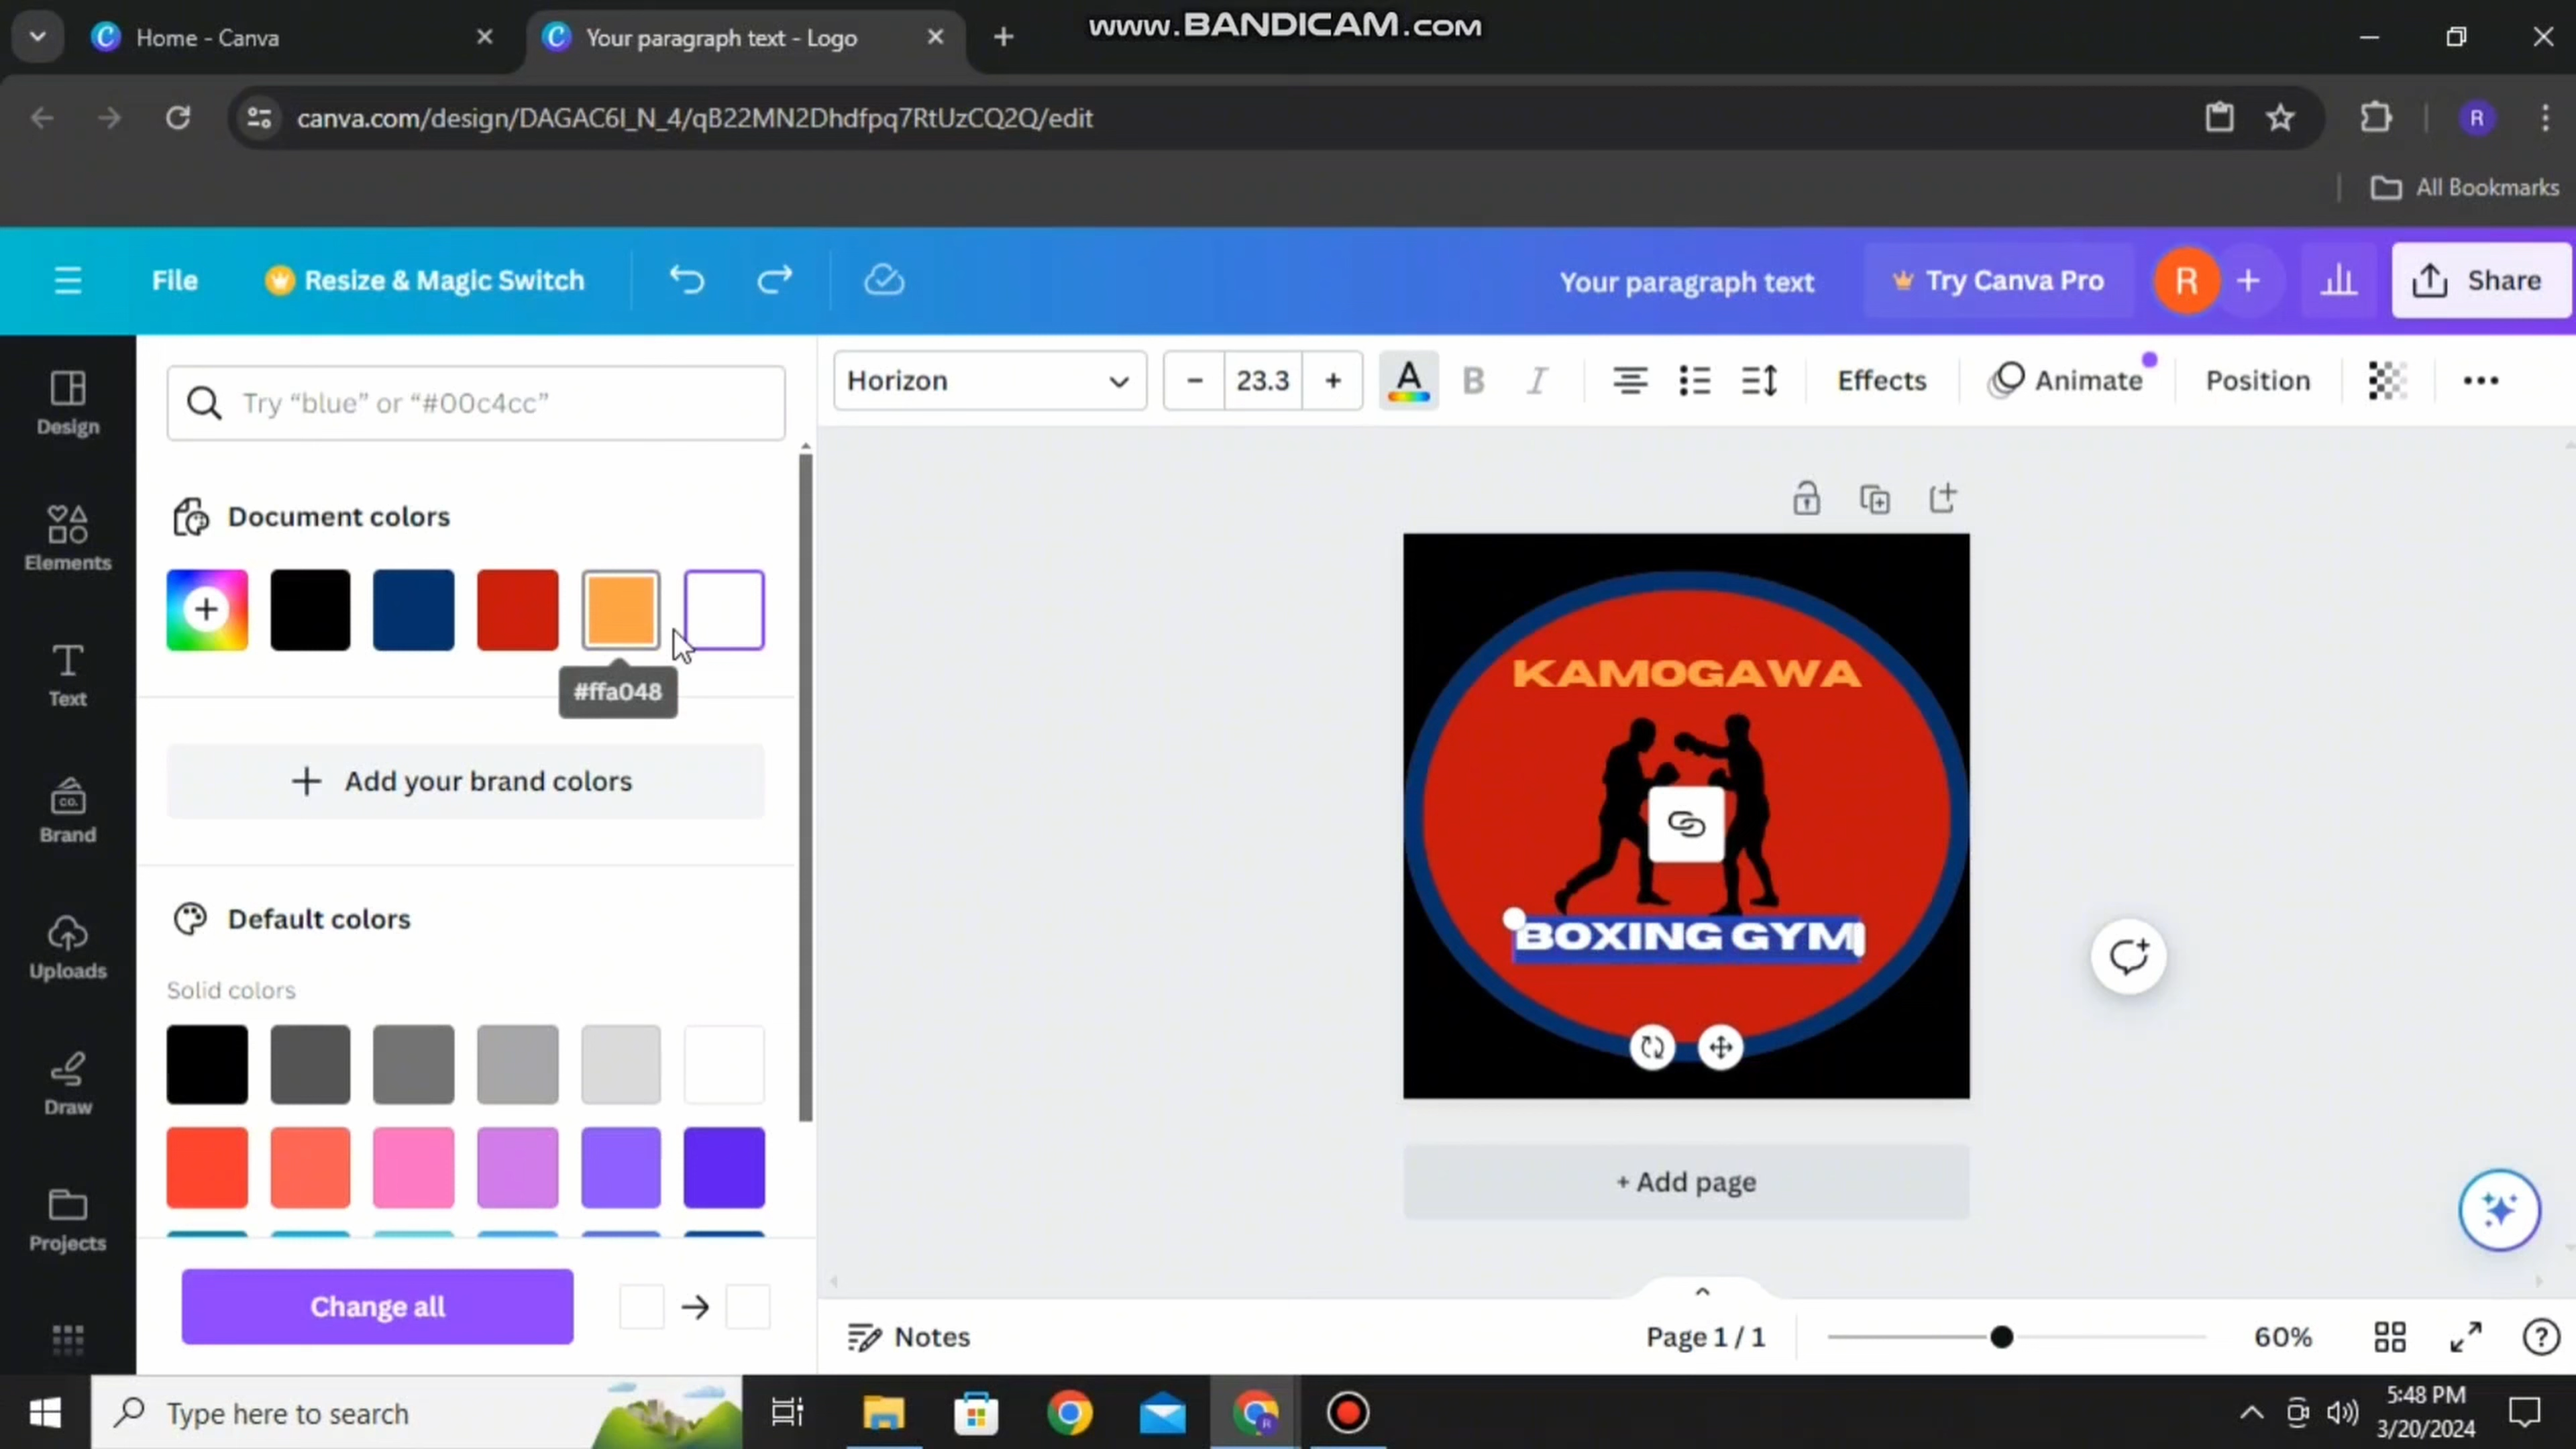 www.BANDICAM.com
Home - Canva
Your paragraph text - Logo
canva.com/design/DAGAC6I_N_4/qB22MN2Dhdfpq7RtUzCQ2Q/edit
R
All Bookmarks
File
Resize & Magic Switch
Your paragraph text
Try Canva Pro
R
Share
Try “blue” or “#00c4cc”
Horizon
23.3
A
B
I
Effects
Animate
Position
Design
Elements
Text
Brand
CO.
Uploads
Draw
Projects
Document colors
#ffa048
Add your brand colors
Default colors
Solid colors
Change all
KAMOGAWA
BOXING GYM
+ Add page
Notes
Page 1 / 1
60%
Type here to search
R
5:48 PM
3/20/2024